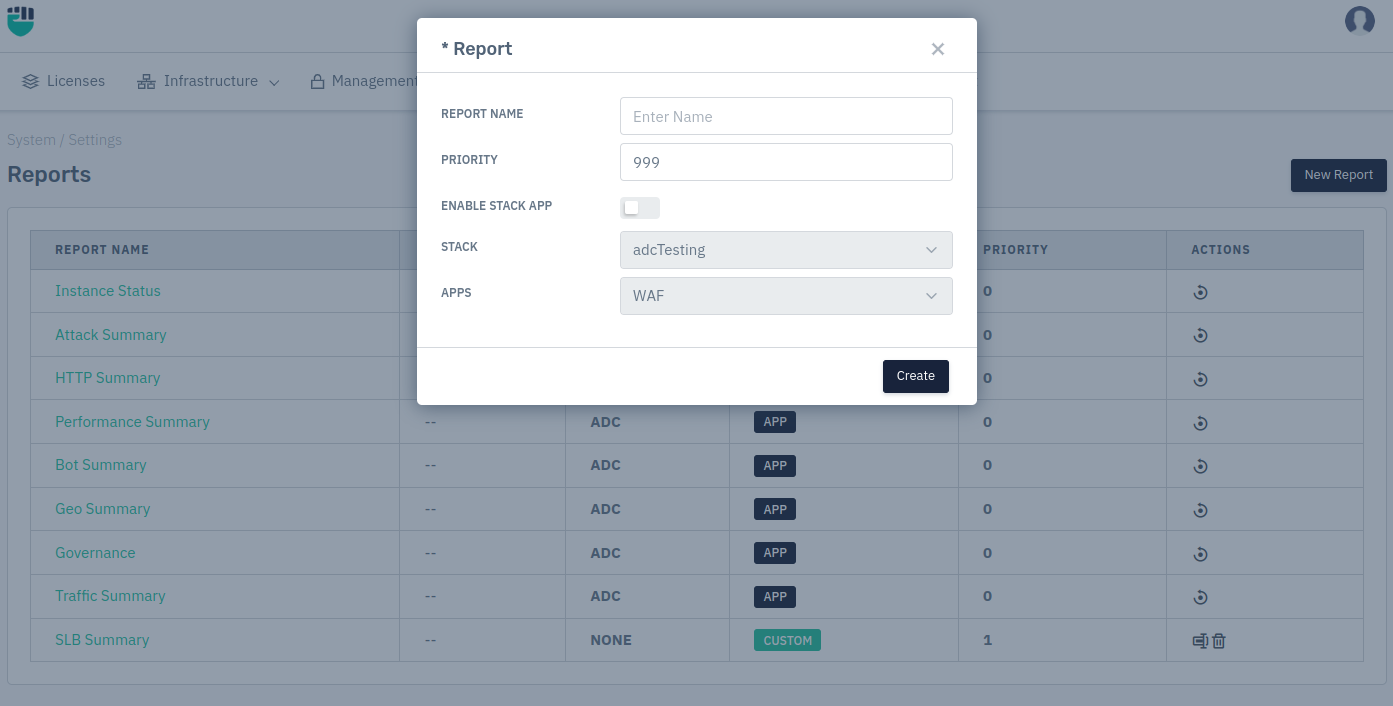 * Report
Licenses
Infrastructure
Management
System / Settings
Reports
New Report
REPORT NAME
Enter Name
PRIORITY
999
ENABLE STACK APP
STACK
adcTesting
APPS
WAF
Create
REPORT NAME PRIORITY ACTIONS
Instance Status 0
Attack Summary 0
HTTP Summary 0
Performance Summary -- ADC APP 0
Bot Summary -- ADC APP 0
Geo Summary -- ADC APP 0
Governance -- ADC APP 0
Traffic Summary -- ADC APP 0
SLB Summary -- NONE CUSTOM 1